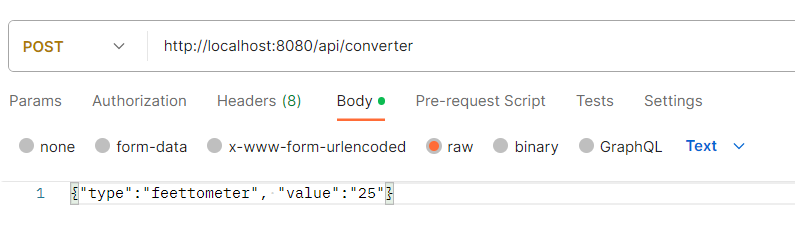 POST http://localhost:8080/api/converter
Params Authorization Headers (8) Body Pre-request Script Tests Settings
none form-data x-www-form-urlencoded raw binary GraphQL Text
1 {"type":"feettometer", "value":"25"}